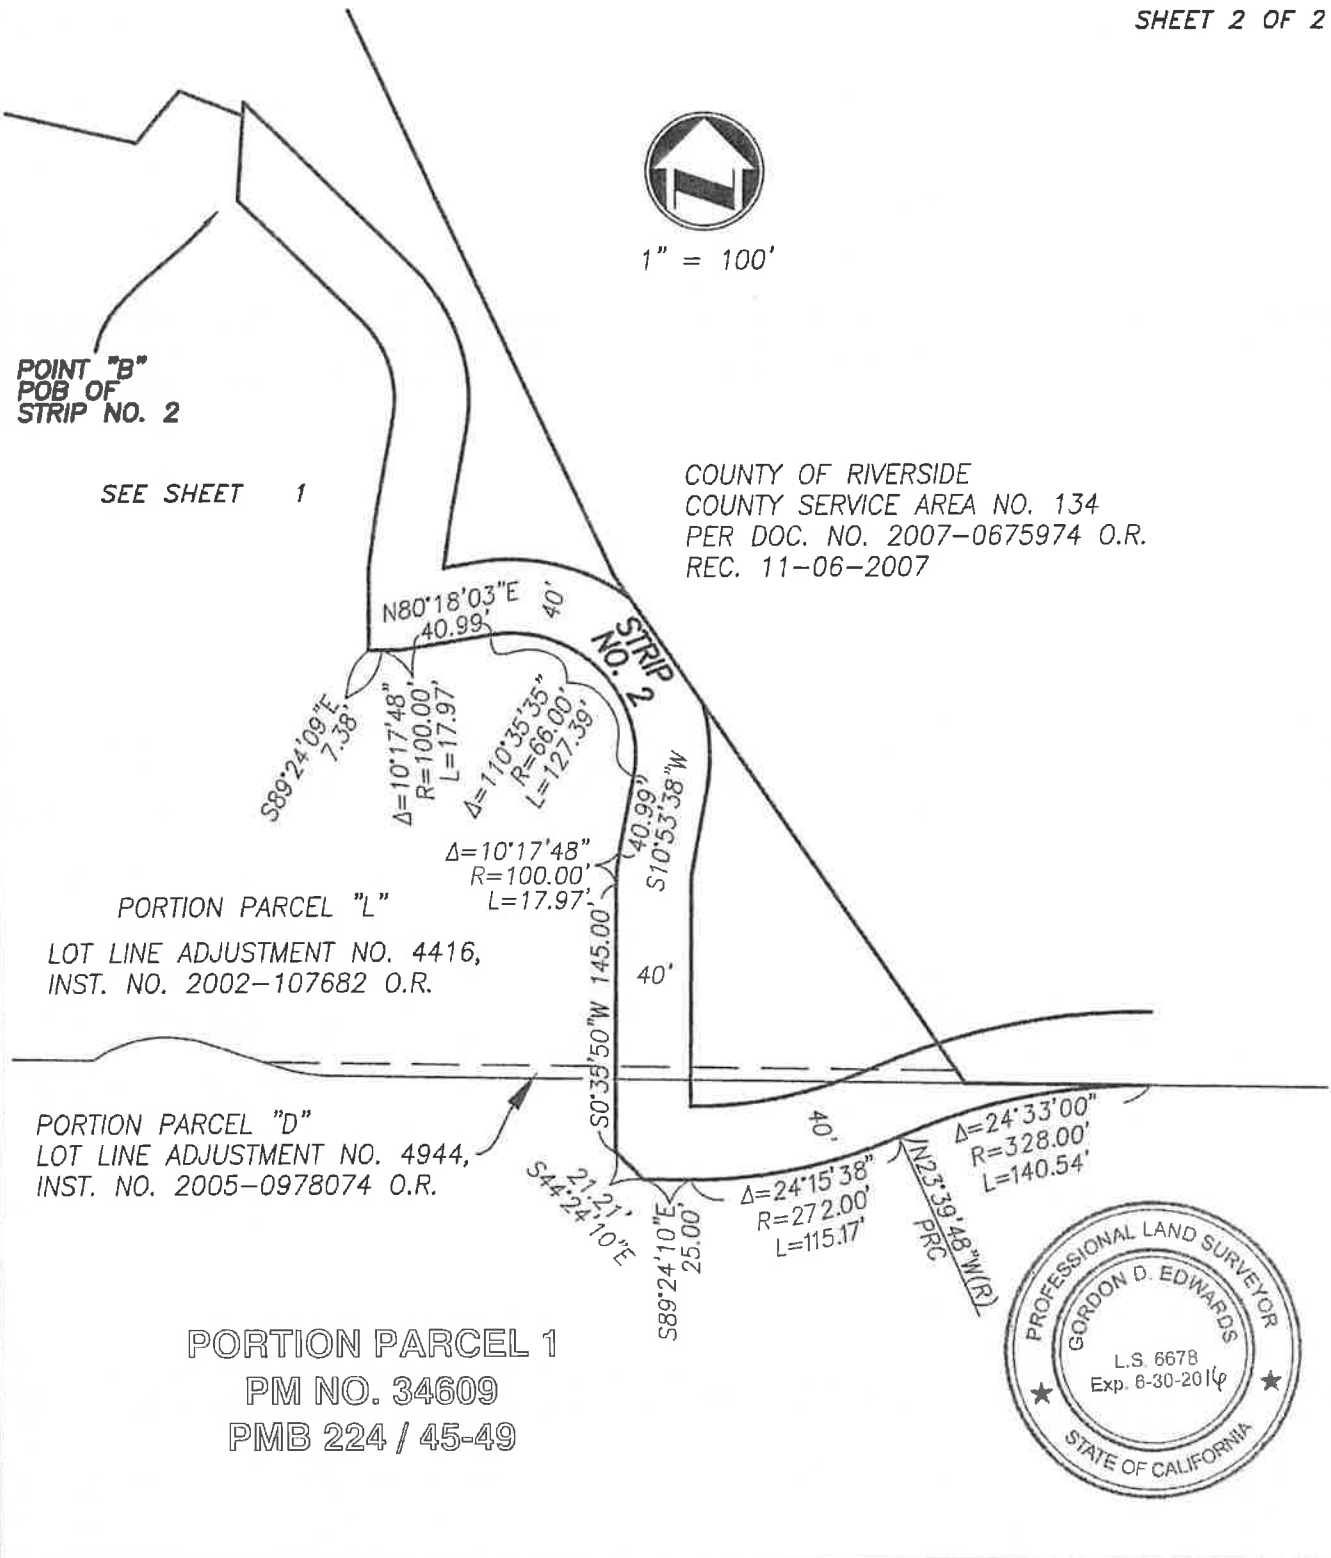 SHEET 2 OF 2
1" = 100'
POINT "B"
POB OF
STRIP NO. 2
SEE SHEET 1
COUNTY OF RIVERSIDE
COUNTY SERVICE AREA NO. 134
PER DOC. NO. 2007-0675974 O.R.
REC. 11-06-2007
N80°18'03"E
40.99'
40'
STRIP
NO. 2
S89°24'09"E
7.38'
Δ=10°17'48"
R=100.00'
L=17.97'
Δ=110°35'35"
R=66.00'
L=127.39'
40.99'
S10°53'38"W
Δ=10°17'48"
R=100.00'
L=17.97'
PORTION PARCEL "L"
LOT LINE ADJUSTMENT NO. 4416,
INST. NO. 2002-107682 O.R.
S0°35'50"W 145.00'
40'
PORTION PARCEL "D"
LOT LINE ADJUSTMENT NO. 4944,
INST. NO. 2005-0978074 O.R.
21.21'
S44°24'10"E
S89°24'10"E
25.00'
40'
Δ=24°15'38"
R=272.00'
L=115.17'
N23°39'48"W(R)
PRC
Δ=24°33'00"
R=328.00'
L=140.54'
PORTION PARCEL 1
PM NO. 34609
PMB 224 / 45-49
PROFESSIONAL LAND SURVEYOR
GORDON D. EDWARDS
L.S. 6678
Exp. 6-30-2016
STATE OF CALIFORNIA